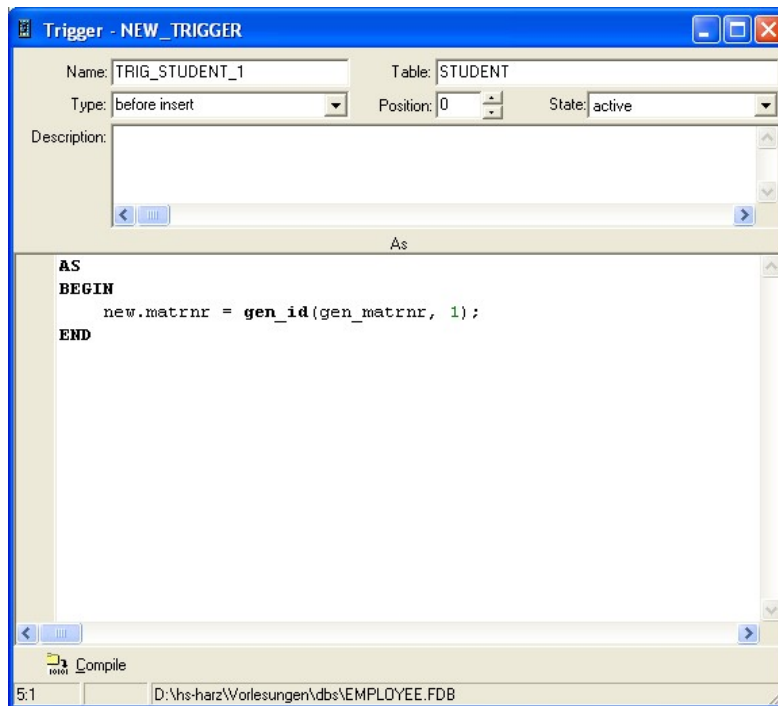 Trigger - NEW_TRIGGER
Name: TRIG_STUDENT_1 Table: STUDENT
Type: before insert Position: 0 State: active
Description:
As
AS
BEGIN
new.matrnr = gen_id(gen_matrnr, 1);
END
Compile
5:1 D:\hs-harz\Vorlesungen\dbs\EMPLOYEE.FDB